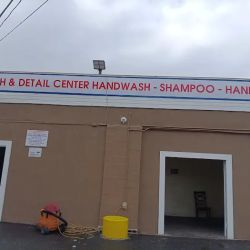 H & DETAIL CENTER HANDWASH - SHAMPOO - HAN